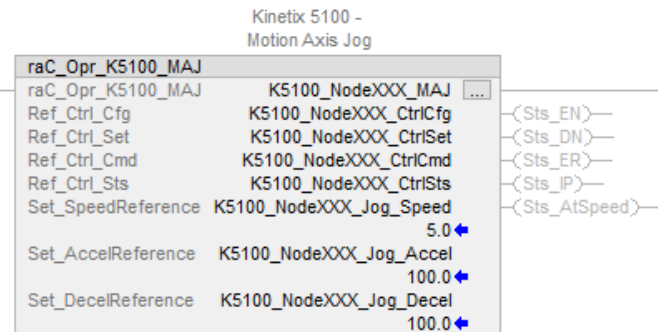 Kinetix 5100 -
Motion Axis Jog
raC_Opr_K5100_MAJ
raC_Opr_K5100_MAJ K5100_NodeXXX_MAJ ...
Ref_Ctrl_Cfg K5100_NodeXXX_CtrlCfg (Sts_EN)
Ref_Ctrl_Set K5100_NodeXXX_CtrlSet (Sts_DN)
Ref_Ctrl_Cmd K5100_NodeXXX_CtrlCmd (Sts_ER)
Ref_Ctrl_Sts K5100_NodeXXX_CtrlSts (Sts_IP)
Set_SpeedReference K5100_NodeXXX_Jog_Speed (Sts_AtSpeed)
5.0
Set_AccelReference K5100_NodeXXX_Jog_Accel
100.0
Set_DecelReference K5100_NodeXXX_Jog_Decel
100.0